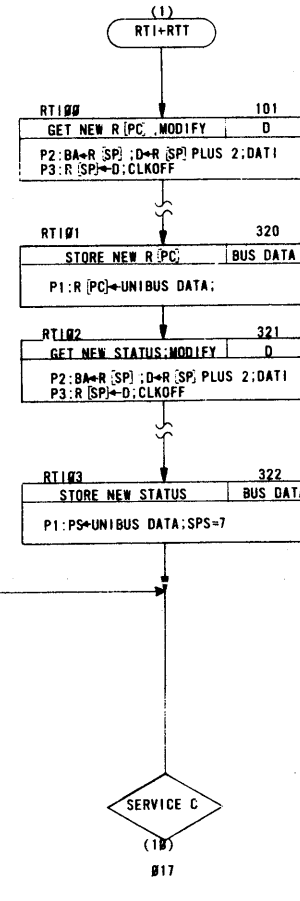 (1)
RTI+RTT
RTI00 101
GET NEW R[PC] ,MODIFY D
P2:BA←R[SP];D←R[SP] PLUS 2;DATI
P3:R[SP]←D;CLKOFF
RTI01 320
STORE NEW R[PC] BUS DATA
P1:R[PC]←UNIBUS DATA;
RTI02 321
GET NEW STATUS;MODIFY D
P2:BA←R[SP];D←R[SP] PLUS 2;DATI
P3:R[SP]←D;CLKOFF
RTI03 322
STORE NEW STATUS BUS DATA
P1:PS←UNIBUS DATA;SPS=7
SERVICE C
(10)
017